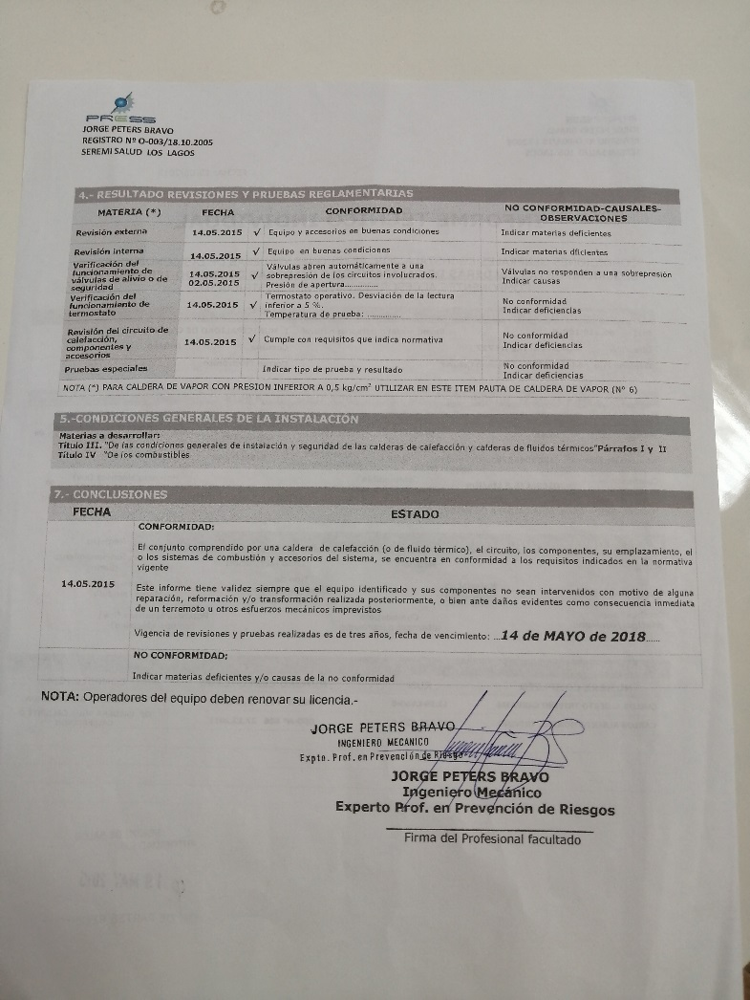 PRESS
JORGE PETERS BRAVO
REGISTRO Nº O-003/18.10.2005
SEREMI SALUD LOS LAGOS
4.- RESULTADO REVISIONES Y PRUEBAS REGLAMENTARIAS
MATERIA (*) FECHA CONFORMIDAD NO CONFORMIDAD-CAUSALES-OBSERVACIONES
Revisión externa 14.05.2015 √ Equipo y accesorios en buenas condiciones Indicar materias deficientes
Revisión interna 14.05.2015 √ Equipo en buenas condiciones Indicar materias dficientes
Verificación del
funcionamiento de
válvulas de alivio o de
seguridad
14.05.2015
02.05.2015
√ Válvulas abren automáticamente a una
sobrepresión de los circuitos involucrados.
Presión de apertura..............
Válvulas no responden a una sobrepresión
Indicar causas
Verificación del
funcionamiento de
termostato
14.05.2015
√ Termostato operativo. Desviación de la lectura
inferior a 5 %.
Temperatura de prueba: ..............
No conformidad
Indicar deficiencias
Revisión del circuito de
calefacción,
componentes y
accesorios
14.05.2015
√ Cumple con requisitos que indica normativa
No conformidad
Indicar deficiencias
Pruebas especiales
Indicar tipo de prueba y resultado
No conformidad
Indicar deficiencias
NOTA (*) PARA CALDERA DE VAPOR CON PRESION INFERIOR A 0,5 kg/cm² UTILIZAR EN ESTE ITEM PAUTA DE CALDERA DE VAPOR (Nº 6)
5.-CONDICIONES GENERALES DE LA INSTALACIÓN
Materias a desarrollar:
Título III. "De las condiciones generales de instalación y seguridad de las calderas de calefacción y calderas de fluidos térmicos"Párrafos I y II
Título IV "De los combustibles
7.- CONCLUSIONES
FECHA ESTADO
CONFORMIDAD:
El conjunto comprendido por una caldera de calefacción (o de fluido térmico), el circuito, los componentes, su emplazamiento, el
o los sistemas de combustión y accesorios del sistema, se encuentra en conformidad a los requisitos indicados en la normativa
vigente
14.05.2015
Este informe tiene validez siempre que el equipo identificado y sus componentes no sean intervenidos con motivo de alguna
reparación, reformación y/o transformación realizada posteriormente, o bien ante daños evidentes como consecuencia inmediata
de un terremoto u otros esfuerzos mecánicos imprevistos
Vigencia de revisiones y pruebas realizadas es de tres años, fecha de vencimiento: ...14 de MAYO de 2018.....
NO CONFORMIDAD:
Indicar materias deficientes y/o causas de la no conformidad
NOTA: Operadores del equipo deben renovar su licencia.-
JORGE PETERS BRAVO
INGENIERO MECANICO
Expto. Prof. en Prevención de Riesgo
JORGE PETERS BRAVO
Ingeniero Mecánico
Experto Prof. en Prevención de Riesgos
Firma del Profesional facultado